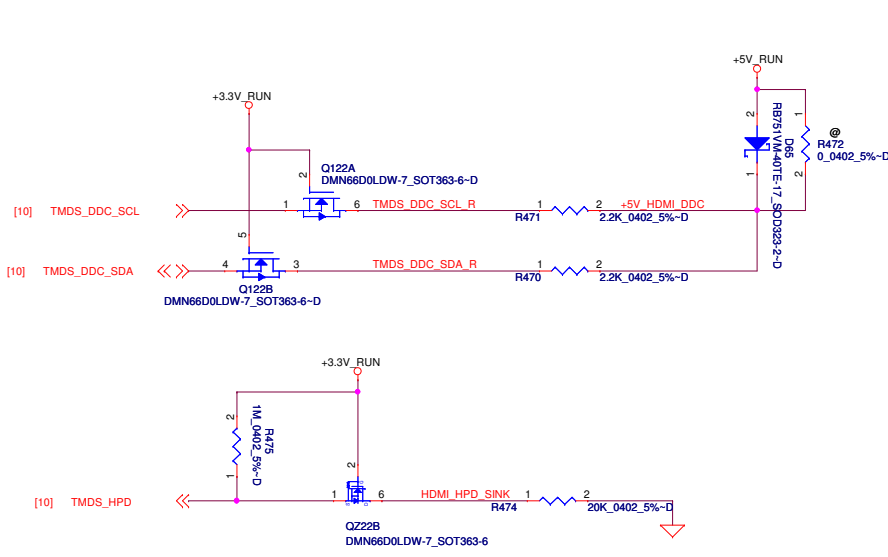 +5V_RUN
+3.3V_RUN
2
1
RB751VM-40TE-17_SOD323-2~D
D65
@
R472
0_0402_5%~D
1
2
Q122A
DMN66D0LDW-7_SOT363-6~D
2
[10] TMDS_DDC_SCL
1
6
TMDS_DDC_SCL_R
1
2
+5V_HDMI_DDC
R471
2.2K_0402_5%~D
5
[10] TMDS_DDC_SDA
4
3
TMDS_DDC_SDA_R
1
2
R470
2.2K_0402_5%~D
Q122B
DMN66D0LDW-7_SOT363-6~D
+3.3V_RUN
2
1
R475
1M_0402_5%~D
2
[10] TMDS_HPD
1
6
HDMI_HPD_SINK
1
2
R474
20K_0402_5%~D
QZ22B
DMN66D0LDW-7_SOT363-6